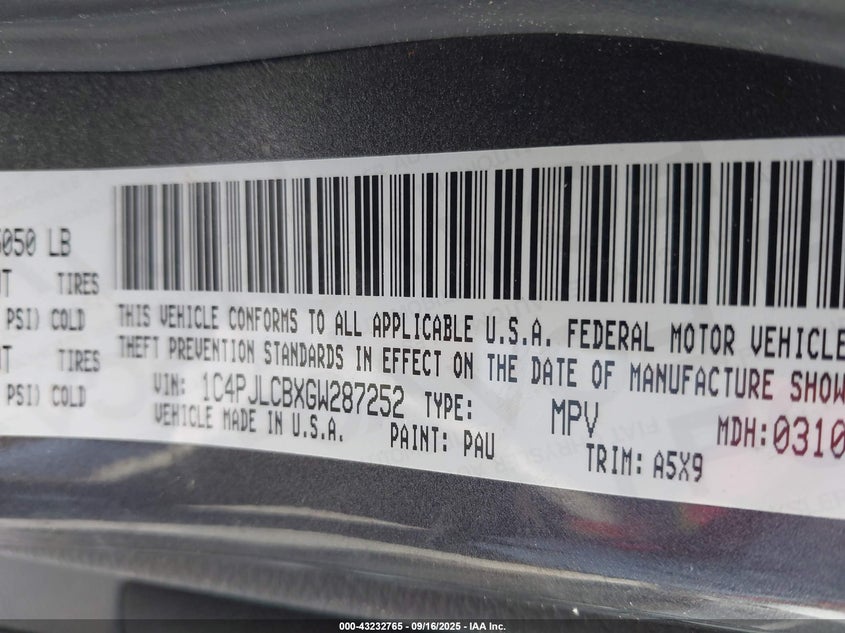 5050 LB
TIRES
PSI) COLD
TIRES
PSI) COLD
THIS VEHICLE CONFORMS TO ALL APPLICABLE U.S.A. FEDERAL MOTOR VEHICLE
THEFT PREVENTION STANDARDS IN EFFECT ON THE DATE OF MANUFACTURE SHOW
VIN: 1C4PJLCBXGW287252 TYPE: MPV MDH:0310
VEHICLE MADE IN U.S.A. PAINT: PAU TRIM: A5X9
000-43232765 - 09/16/2025 - IAA Inc.